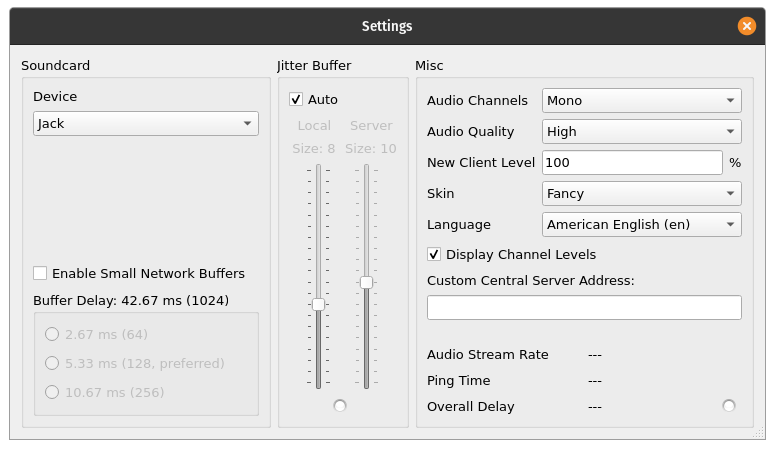 Settings
Soundcard
Device
Jack
Enable Small Network Buffers
Buffer Delay: 42.67 ms (1024)
2.67 ms (64)
5.33 ms (128, preferred)
10.67 ms (256)
Jitter Buffer
Auto
Local Server
Size: 8 Size: 10
Misc
Audio Channels Mono
Audio Quality High
New Client Level 100 %
Skin Fancy
Language American English (en)
Display Channel Levels
Custom Central Server Address:
Audio Stream Rate ---
Ping Time ---
Overall Delay ---